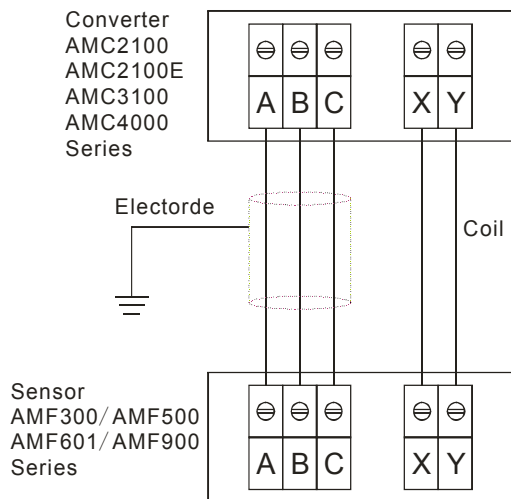 Converter
AMC2100
AMC2100E
AMC3100
AMC4000
Series
A B C X Y
Electorde
Coil
Sensor
AMF300/AMF500
AMF601/AMF900
Series
A B C X Y